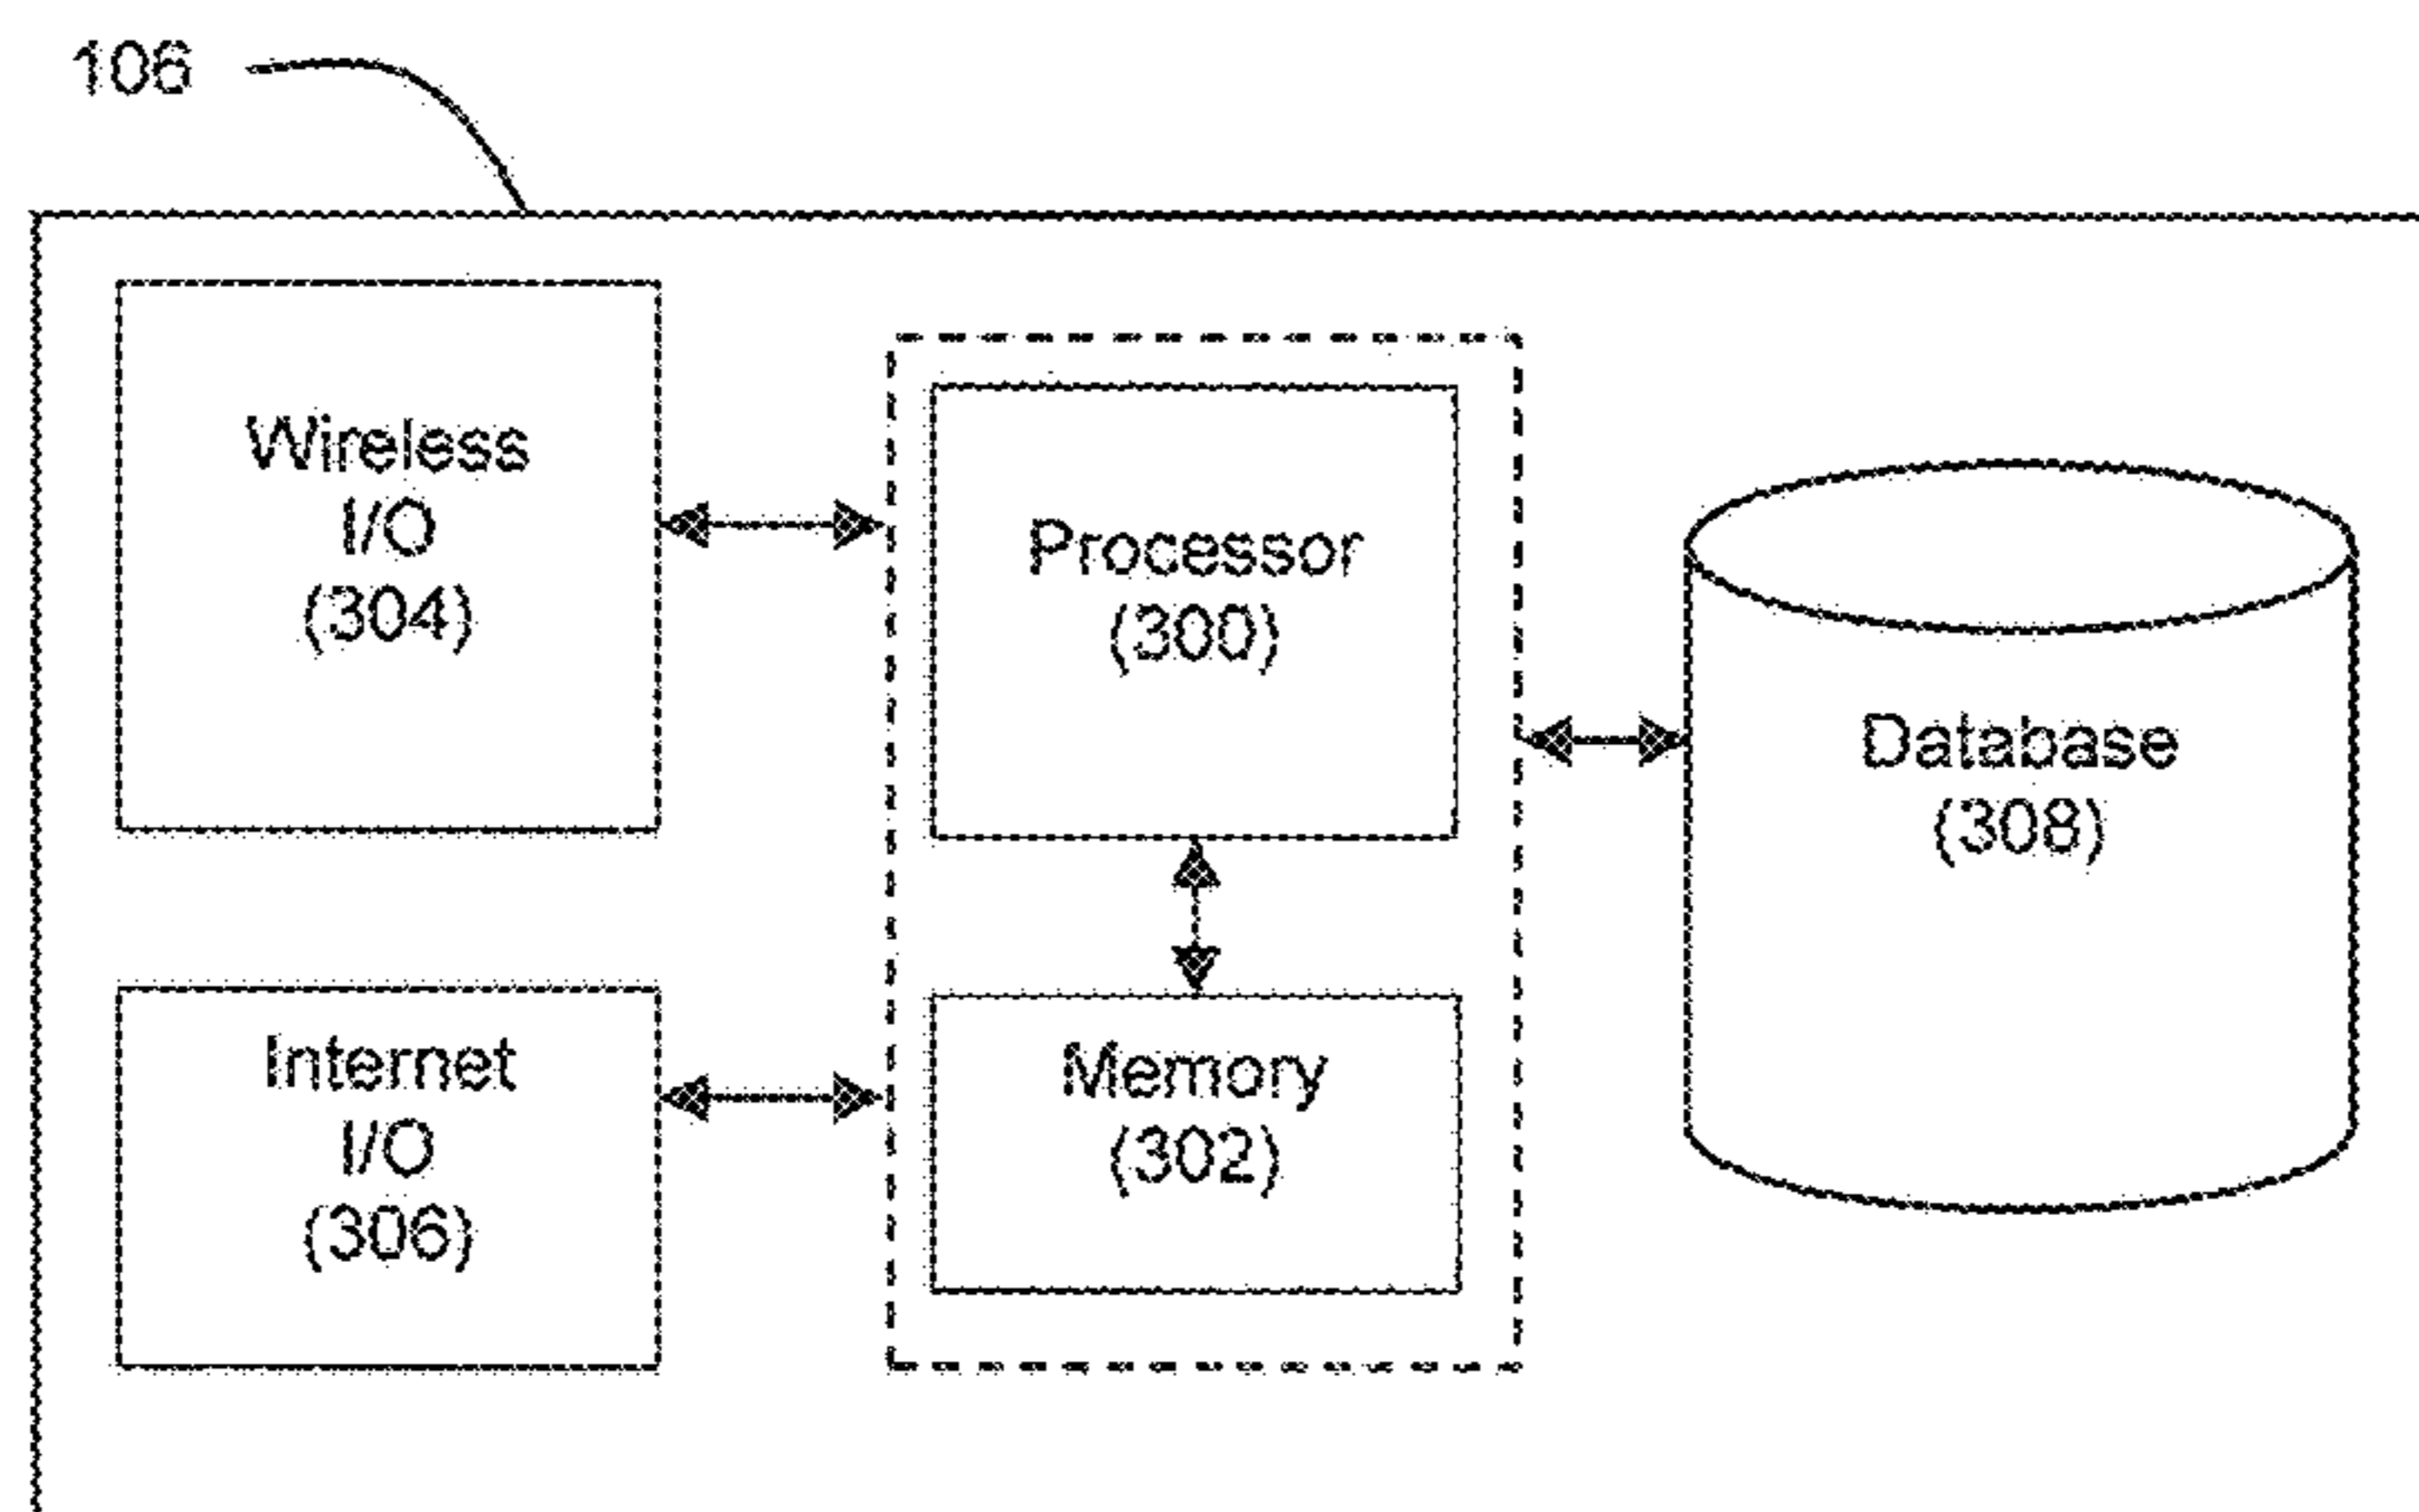 106
Wireless
I/O
(304)
Processor
(300)
Database
(308)
Internet
I/O
(306)
Memory
(302)